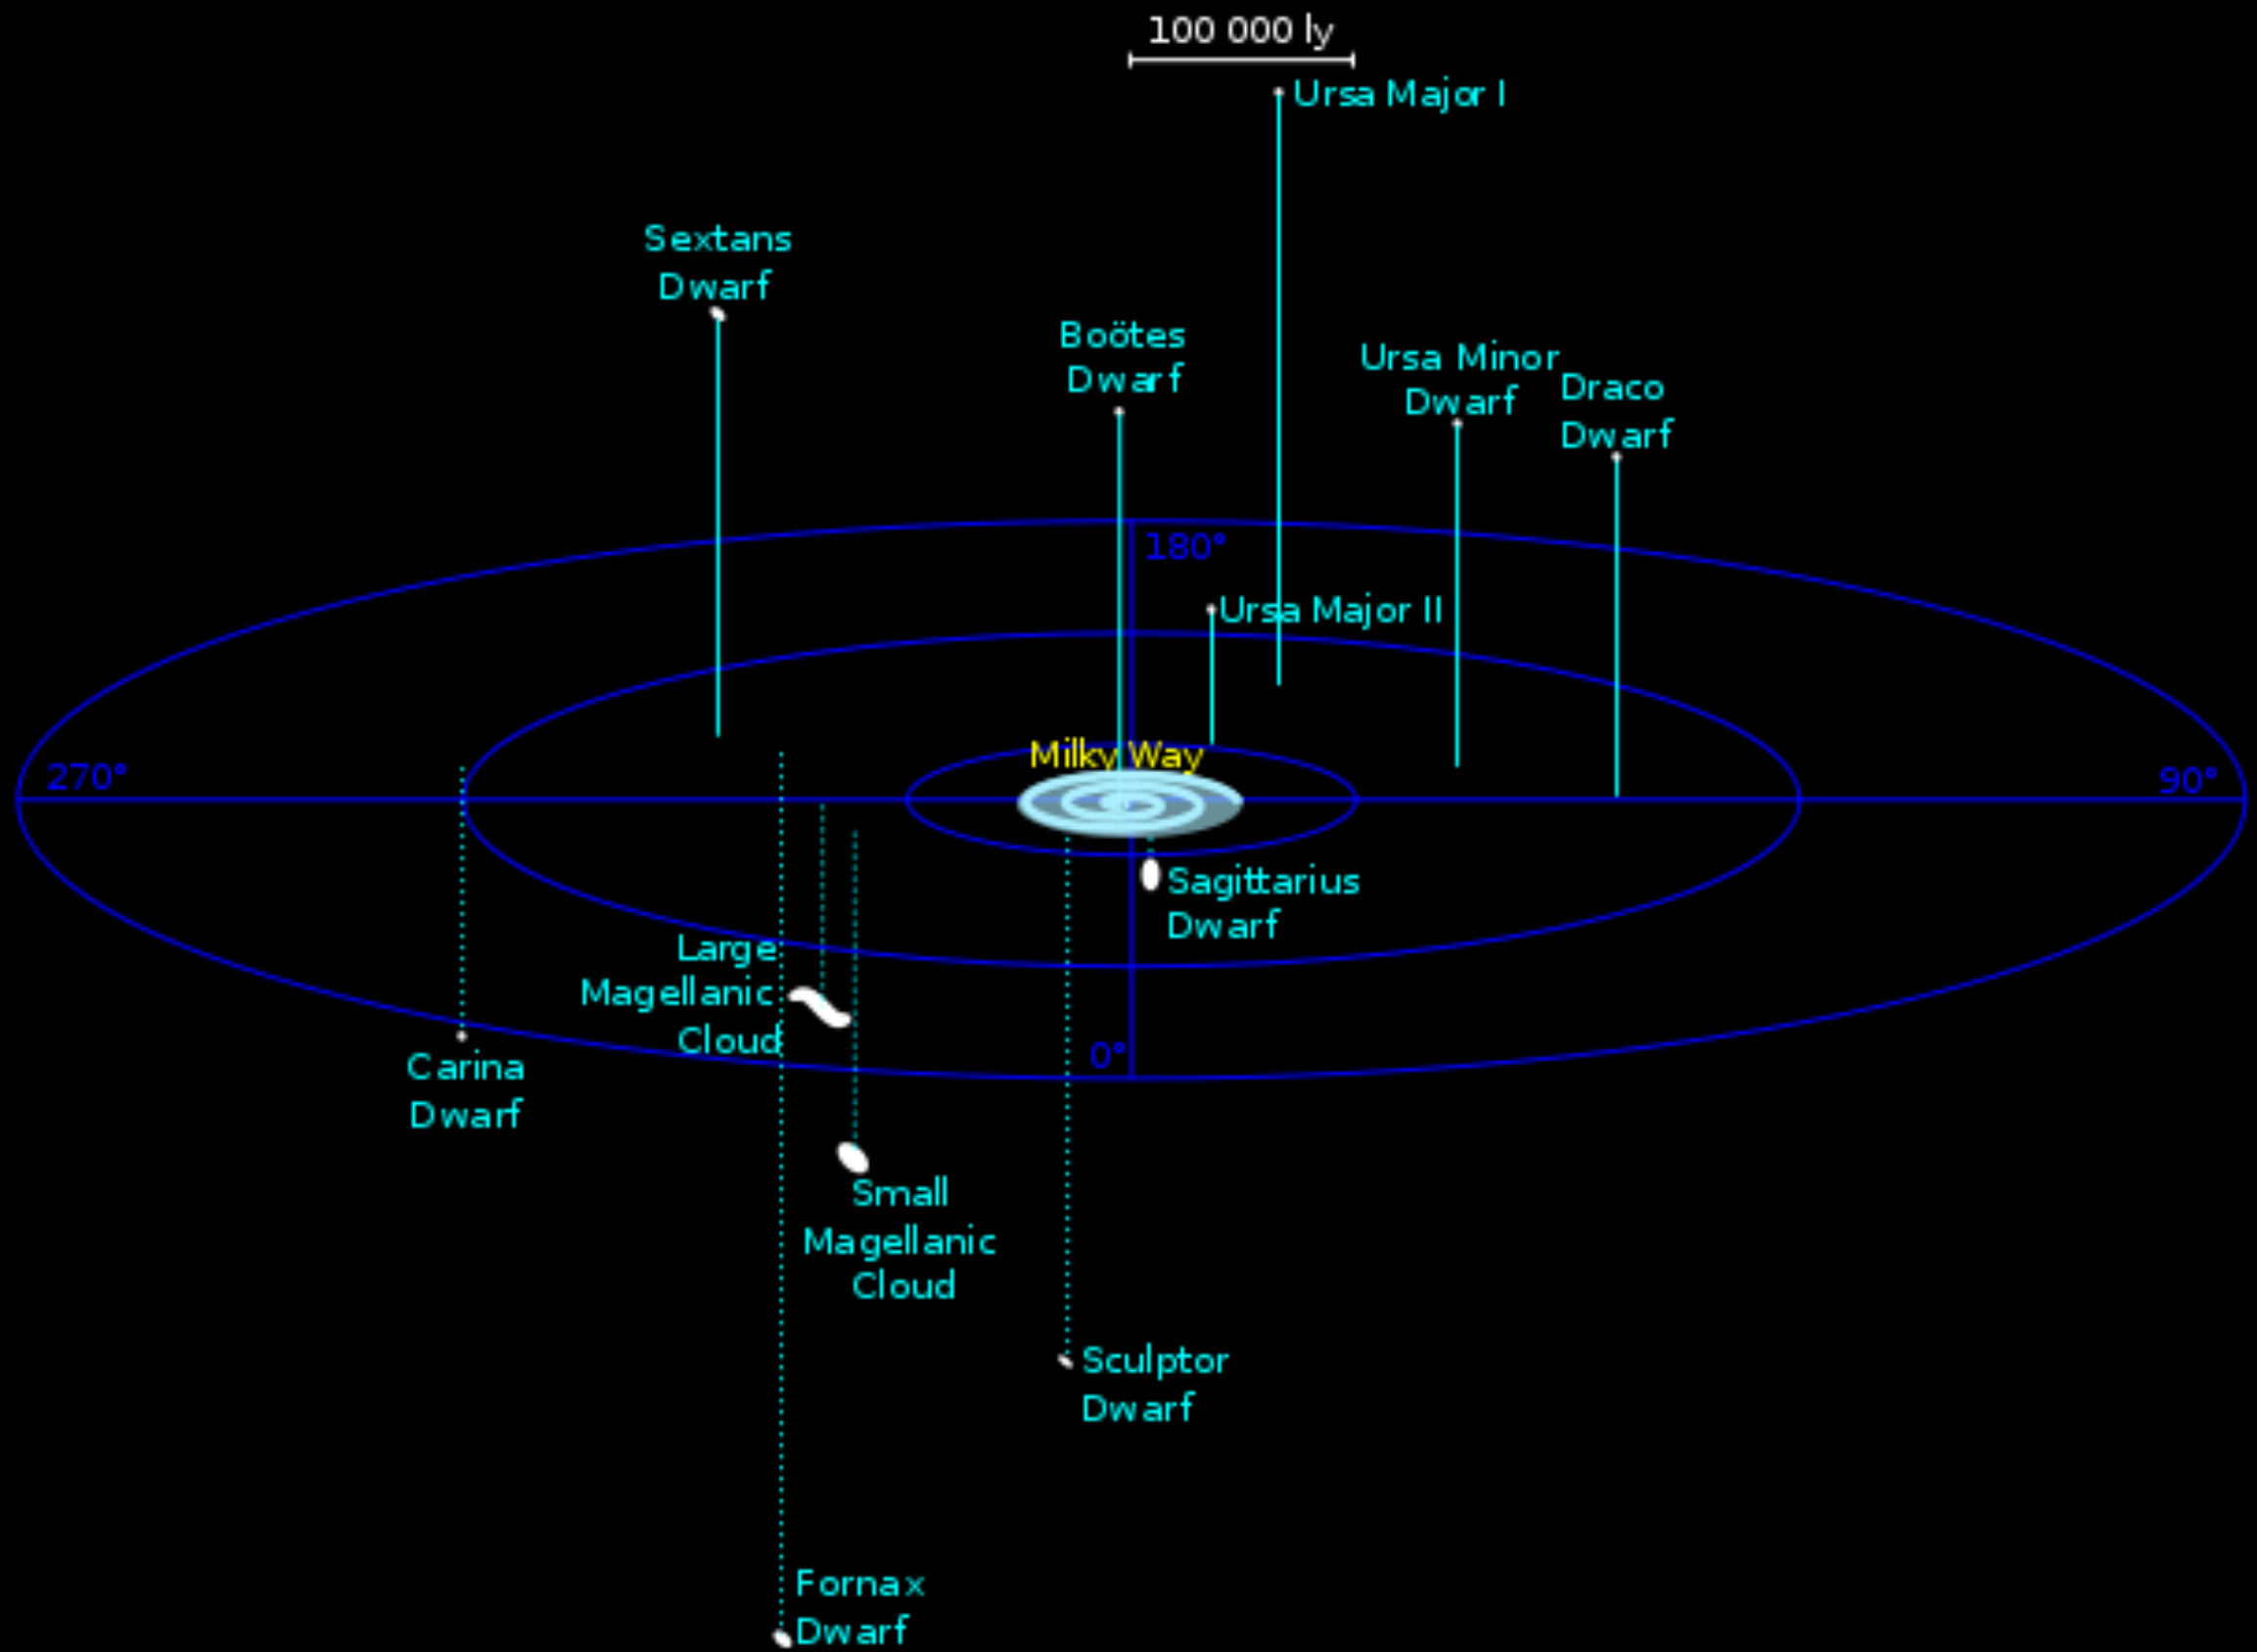 100 000 ly
Ursa Major I
Sextans
Dwarf
Boötes
Dwarf
Ursa Minor
Dwarf
Draco
Dwarf
180°
Ursa Major II
Milky Way
270°
90°
Sagittarius
Dwarf
Large
Magellanic
Cloud
0°
Carina
Dwarf
Small
Magellanic
Cloud
Sculptor
Dwarf
Fornax
Dwarf